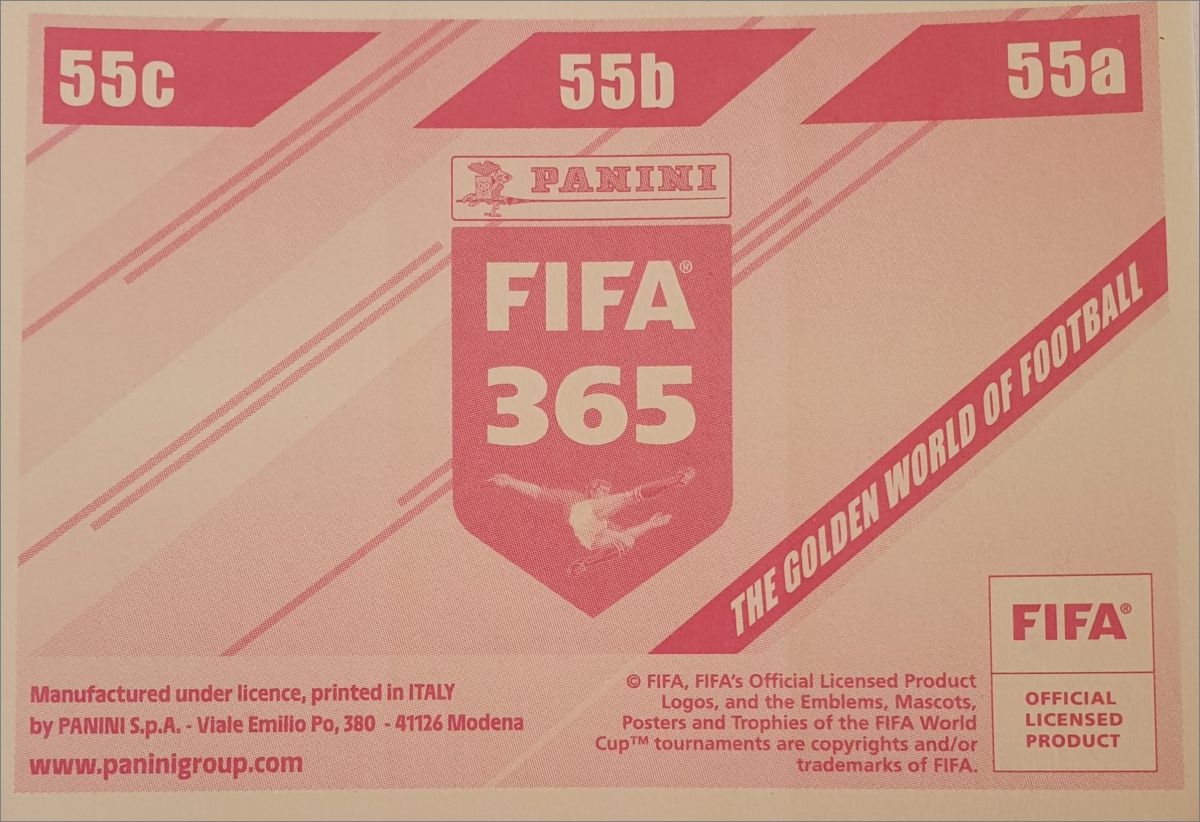 55c
55b
55a
PANINI
FIFA®
365
THE GOLDEN WORLD OF FOOTBALL
Manufactured under licence, printed in ITALY
by PANINI S.p.A. - Viale Emilio Po, 380 - 41126 Modena
www.paninigroup.com
© FIFA, FIFA's Official Licensed Product
Logos, and the Emblems, Mascots,
Posters and Trophies of the FIFA World
Cup™ tournaments are copyrights and/or
trademarks of FIFA.
FIFA®
OFFICIAL
LICENSED
PRODUCT